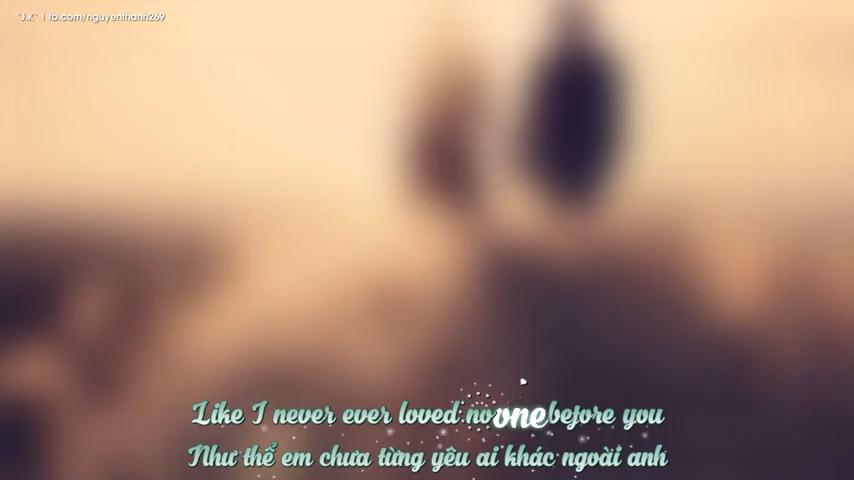 "J.K" | fb.com/nguyenthanh269
Like I never ever loved no one before you
Như thể em chưa từng yêu ai khác ngoài anh